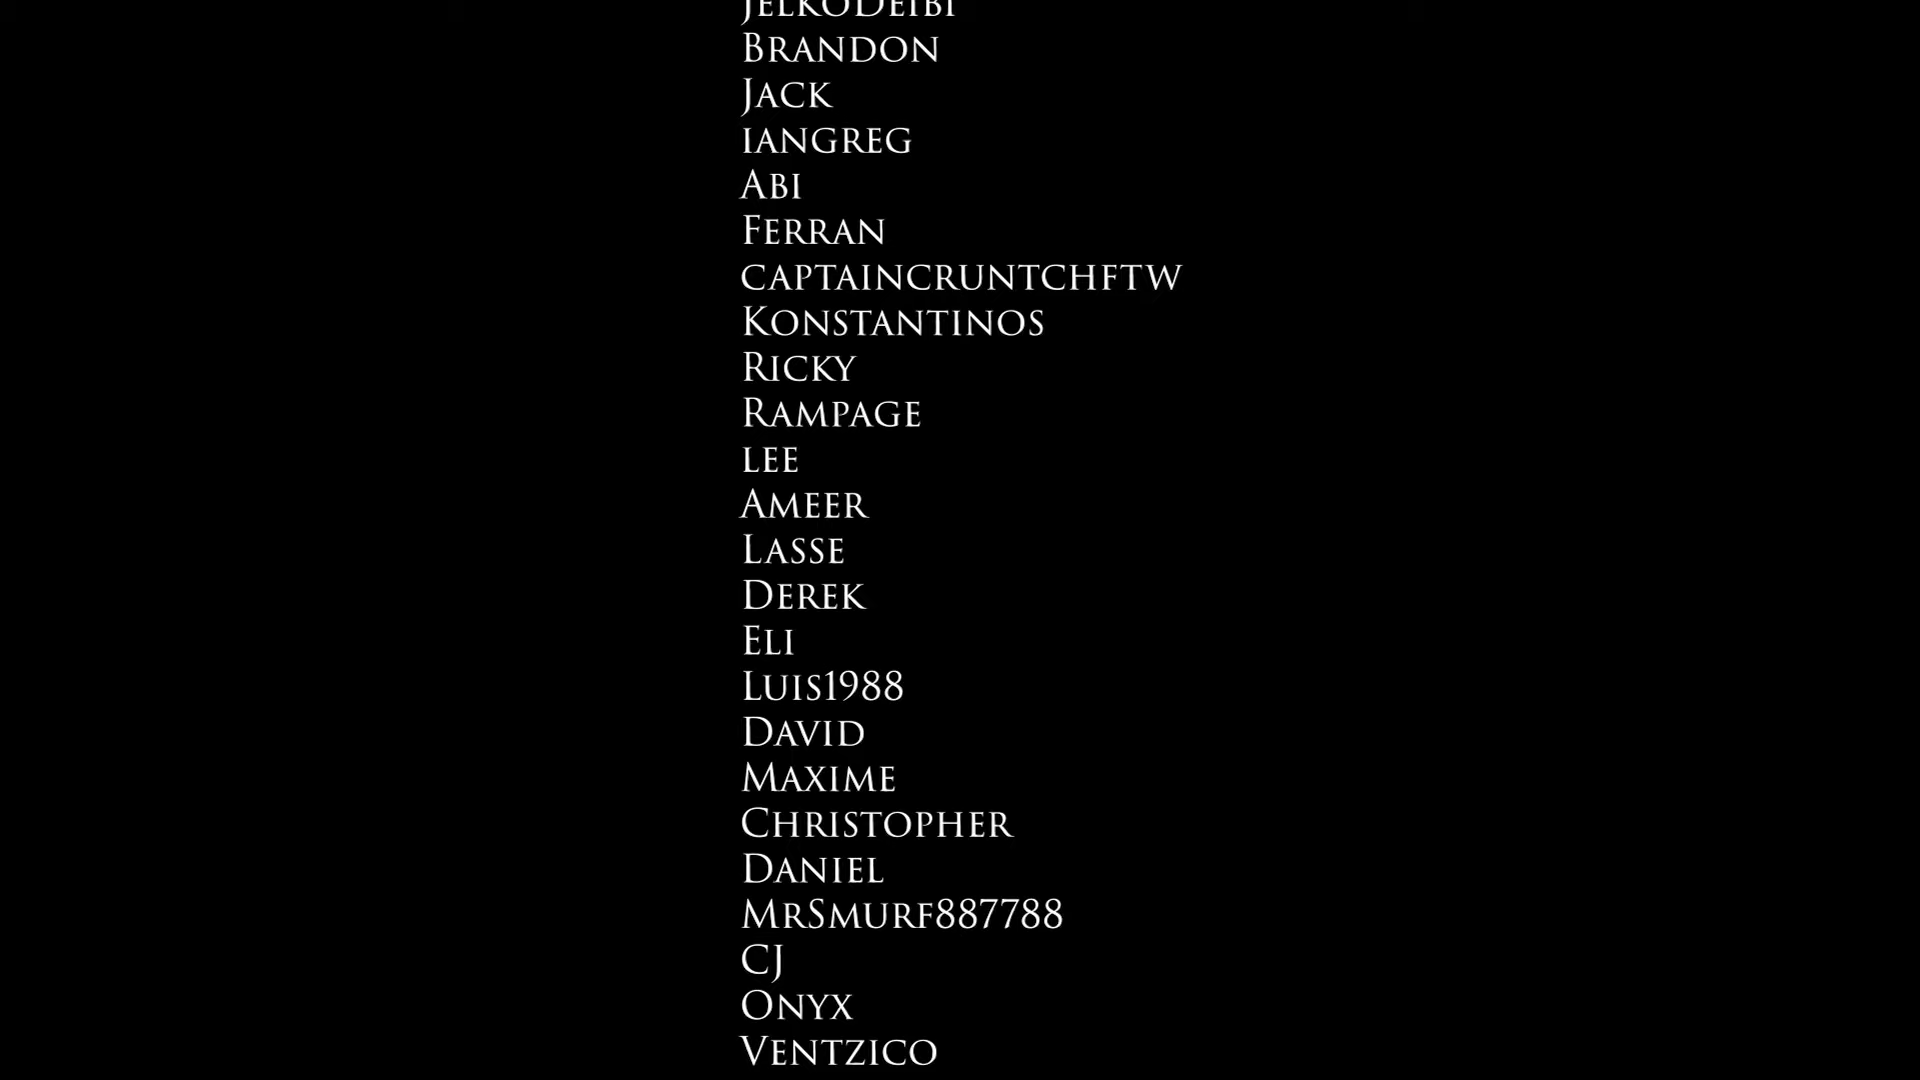 JelkoDeibi
Brandon
Jack
iangreg
Abi
Ferran
captaincruntchftw
Konstantinos
Ricky
Rampage
lee
Ameer
Lasse
Derek
Eli
Luis1988
David
Maxime
Christopher
Daniel
MrSmurf887788
CJ
Onyx
Ventzico